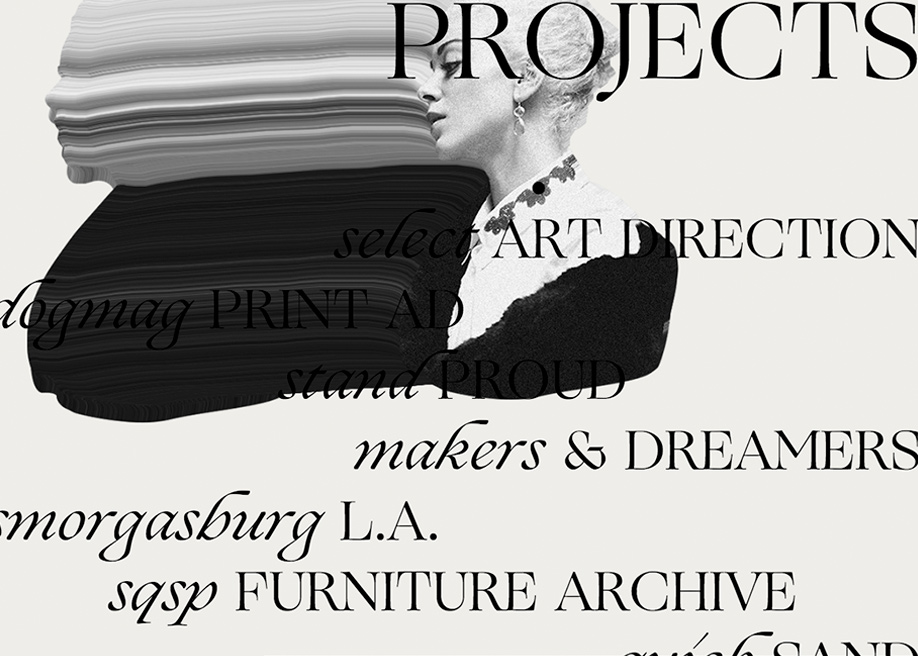 PROJECTS
select ART DIRECTION
dogmag PRINT AD
stand PROUD
makers & DREAMERS
smorgasburg L.A.
sqsp FURNITURE ARCHIVE